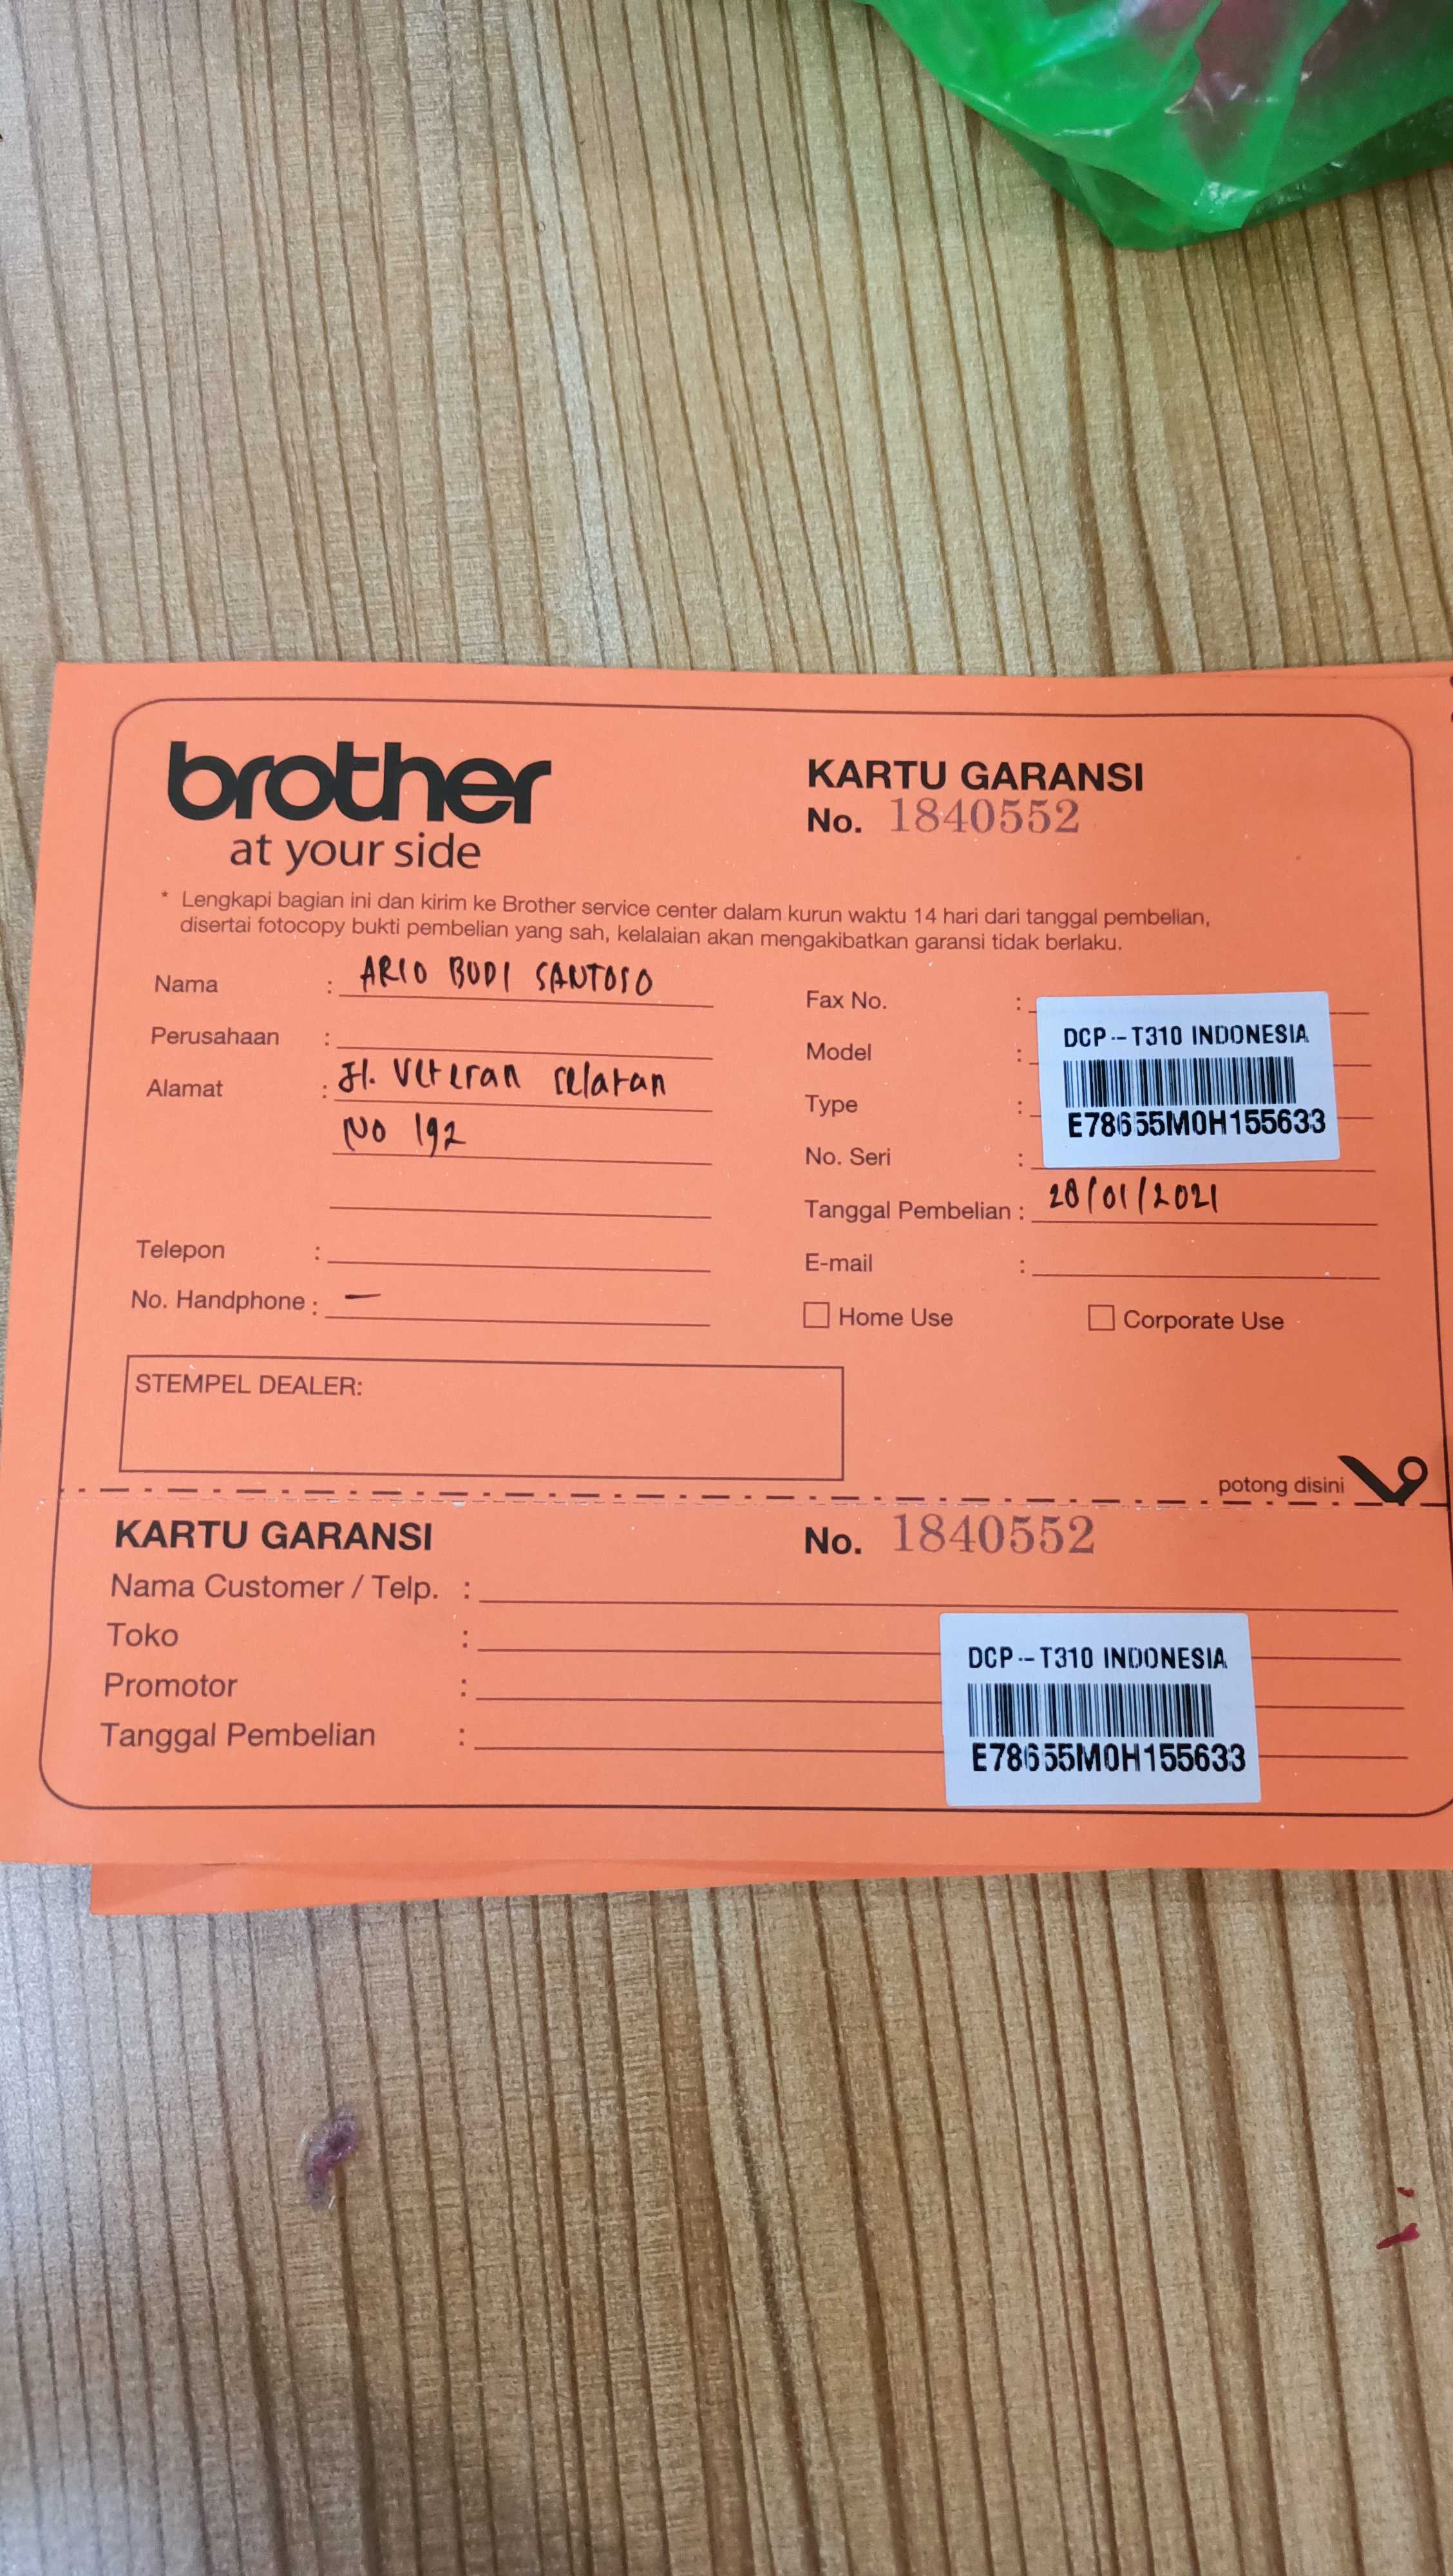 brother
at your side
KARTU GARANSI
No. 1840552
* Lengkapi bagian ini dan kirim ke Brother service center dalam kurun waktu 14 hari dari tanggal pembelian,
disertai fotocopy bukti pembelian yang sah, kelalaian akan mengakibatkan garansi tidak berlaku.
Nama : ARIO BUDI SANTOSO
Perusahaan :
Alamat : Jl. Veteran selatan
No 192
Telepon :
No. Handphone : –
Fax No. :
Model :
Type :
No. Seri :
DCP--T310 INDONESIA
E78655M0H155633
Tanggal Pembelian : 28/01/2021
E-mail :
Home Use
Corporate Use
STEMPEL DEALER:
potong disini
KARTU GARANSI
No. 1840552
Nama Customer / Telp. :
Toko :
Promotor :
Tanggal Pembelian :
DCP--T310 INDONESIA
E78655M0H155633